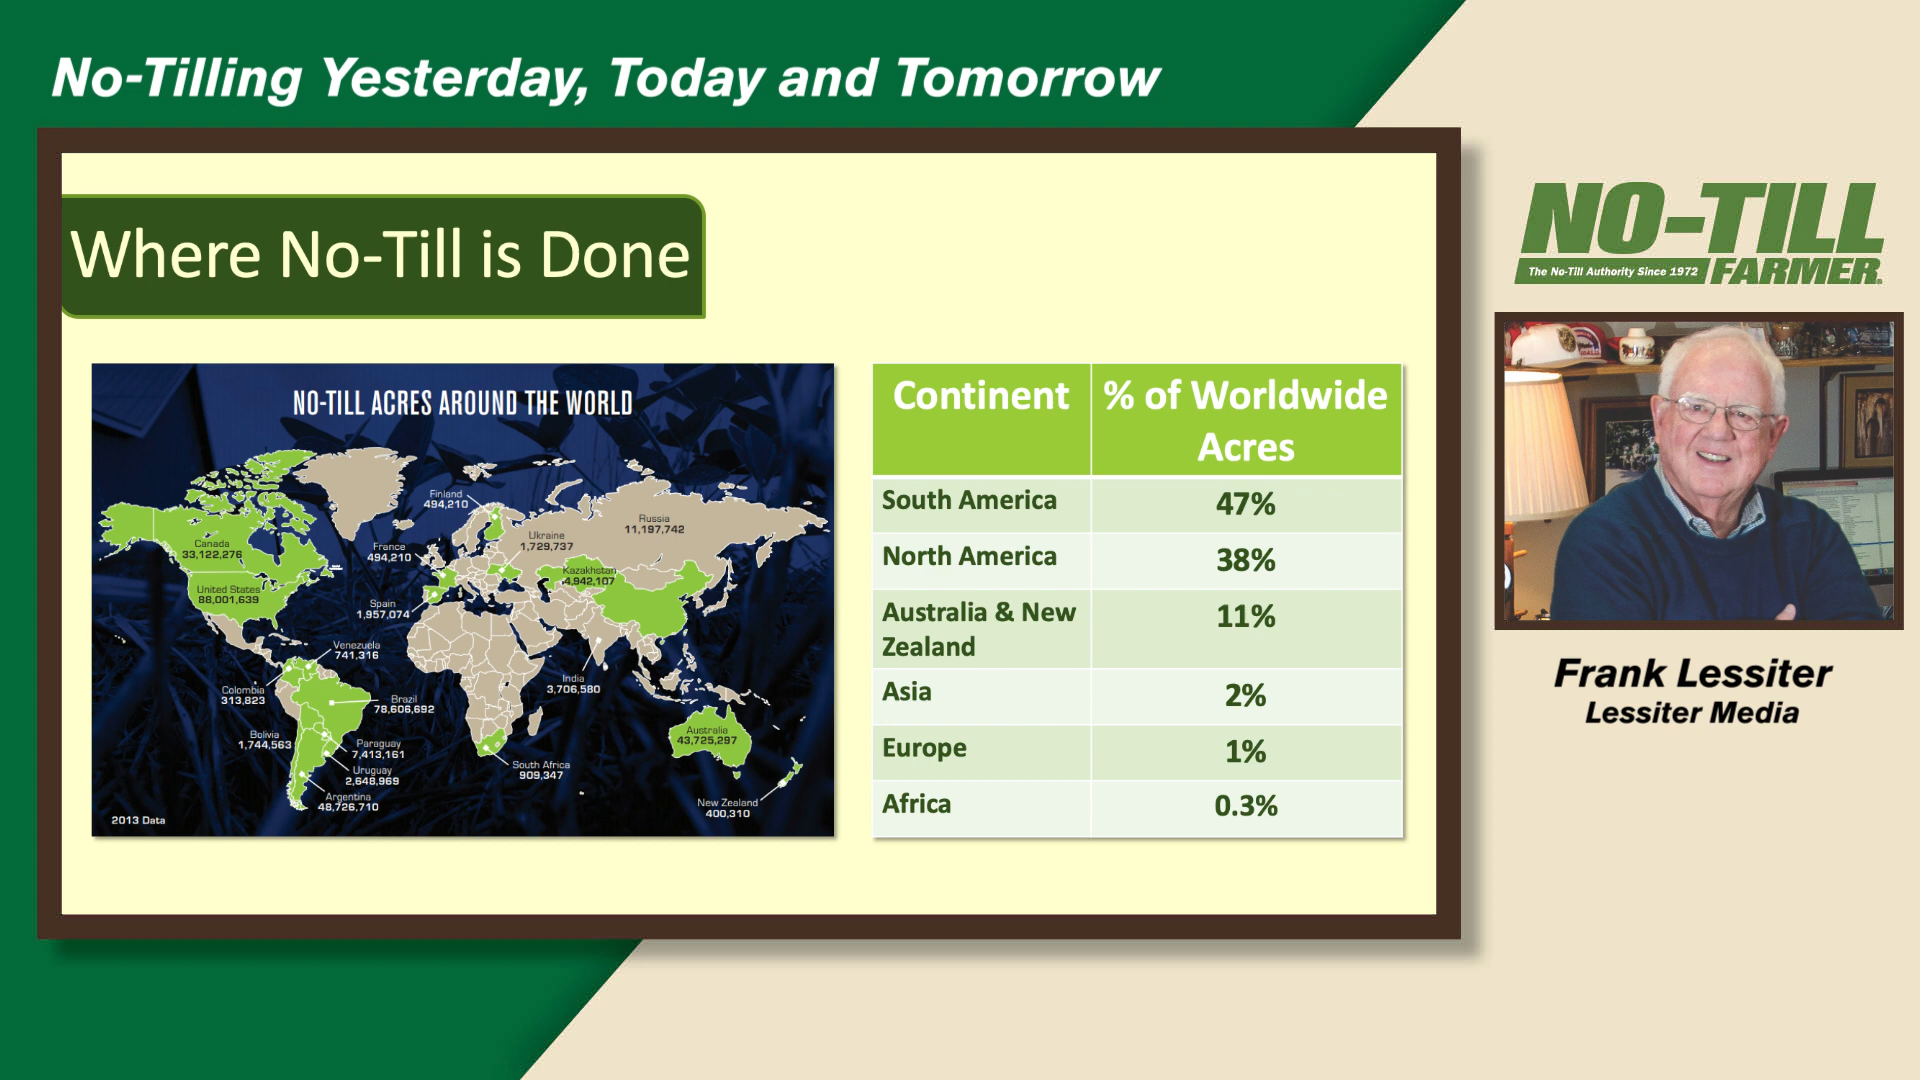 No-Tilling Yesterday, Today and Tomorrow
Where No-Till is Done
NO-TILL ACRES AROUND THE WORLD
Finland
494,210
Russia
11,197,742
Ukraine
1,729,737
Canada
33,122,276
France
494,210
Kazakhstan
4,942,107
United States
88,001,639
Spain
1,957,074
Venezuela
741,316
India
3,706,580
Colombia
313,823
Brazil
78,606,692
Bolivia
1,744,563
Paraguay
7,413,161
Australia
43,725,297
Uruguay
2,648,969
South Africa
909,347
Argentina
48,726,710
New Zealand
400,310
2013 Data
Continent
% of Worldwide
Acres
South America
47%
North America
38%
Australia & New
Zealand
11%
Asia
2%
Europe
1%
Africa
0.3%
NO-TILL
The No-Till Authority Since 1972
FARMER
Frank Lessiter
Lessiter Media